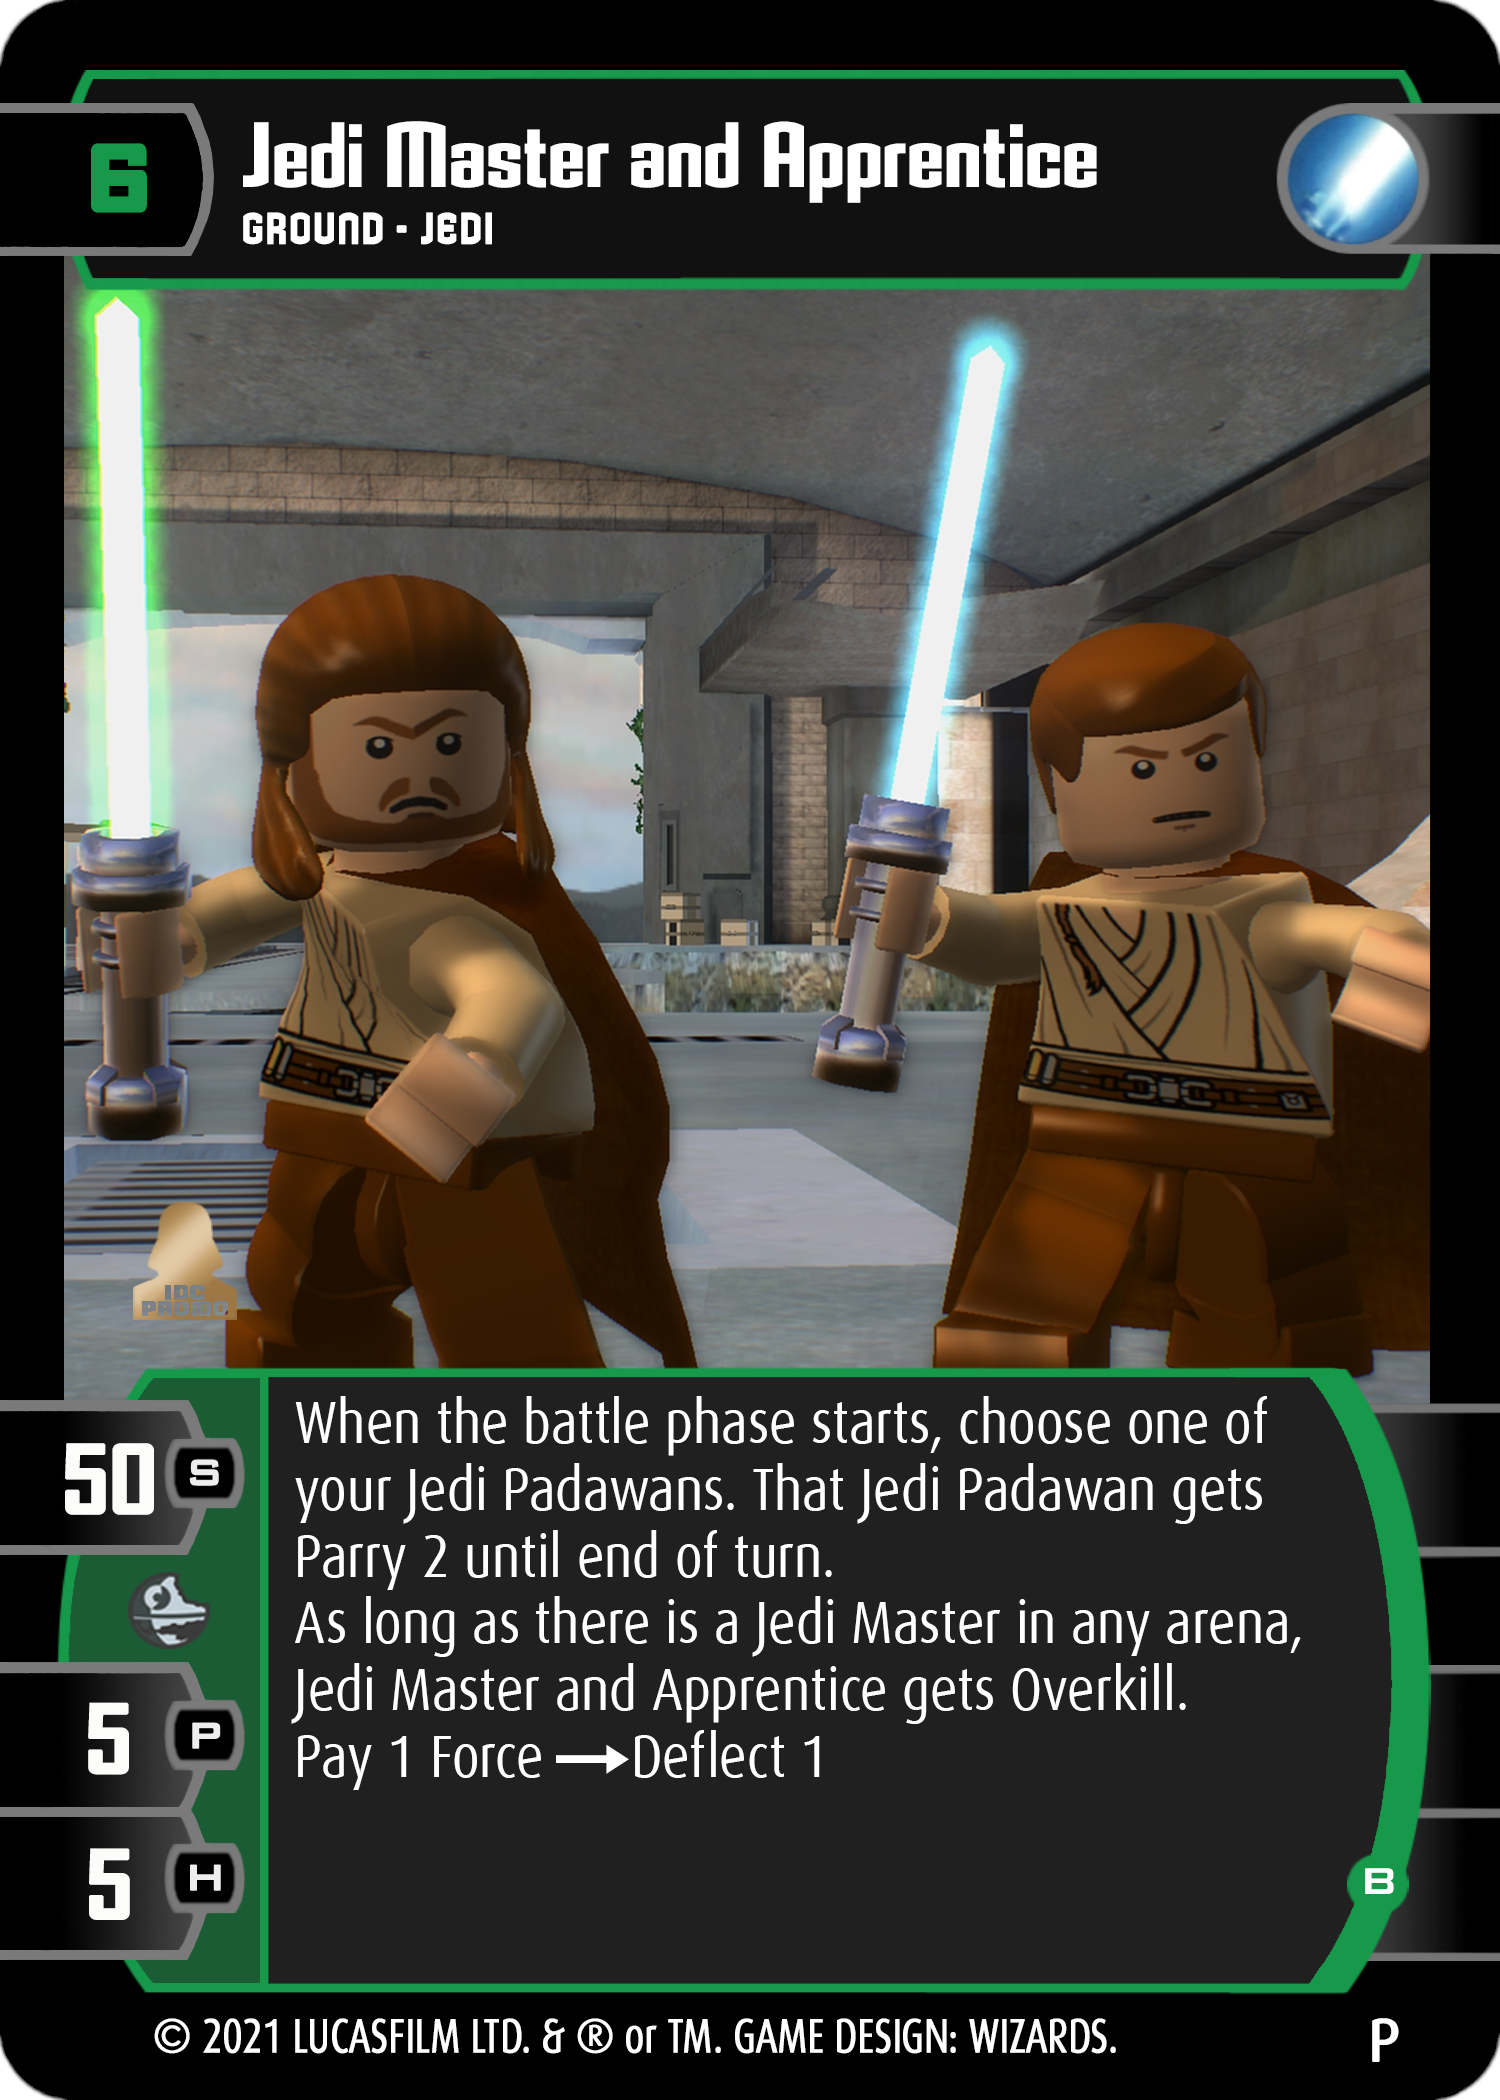 6
Jedi Master and Apprentice
GROUND - JEDI
IDC
PROMO
50 S
5 P
5 H
When the battle phase starts, choose one of
your Jedi Padawans. That Jedi Padawan gets
Parry 2 until end of turn.
As long as there is a Jedi Master in any arena,
Jedi Master and Apprentice gets Overkill.
Pay 1 Force → Deflect 1
B
© 2021 LUCASFILM LTD. & ® or TM. GAME DESIGN: WIZARDS.
P